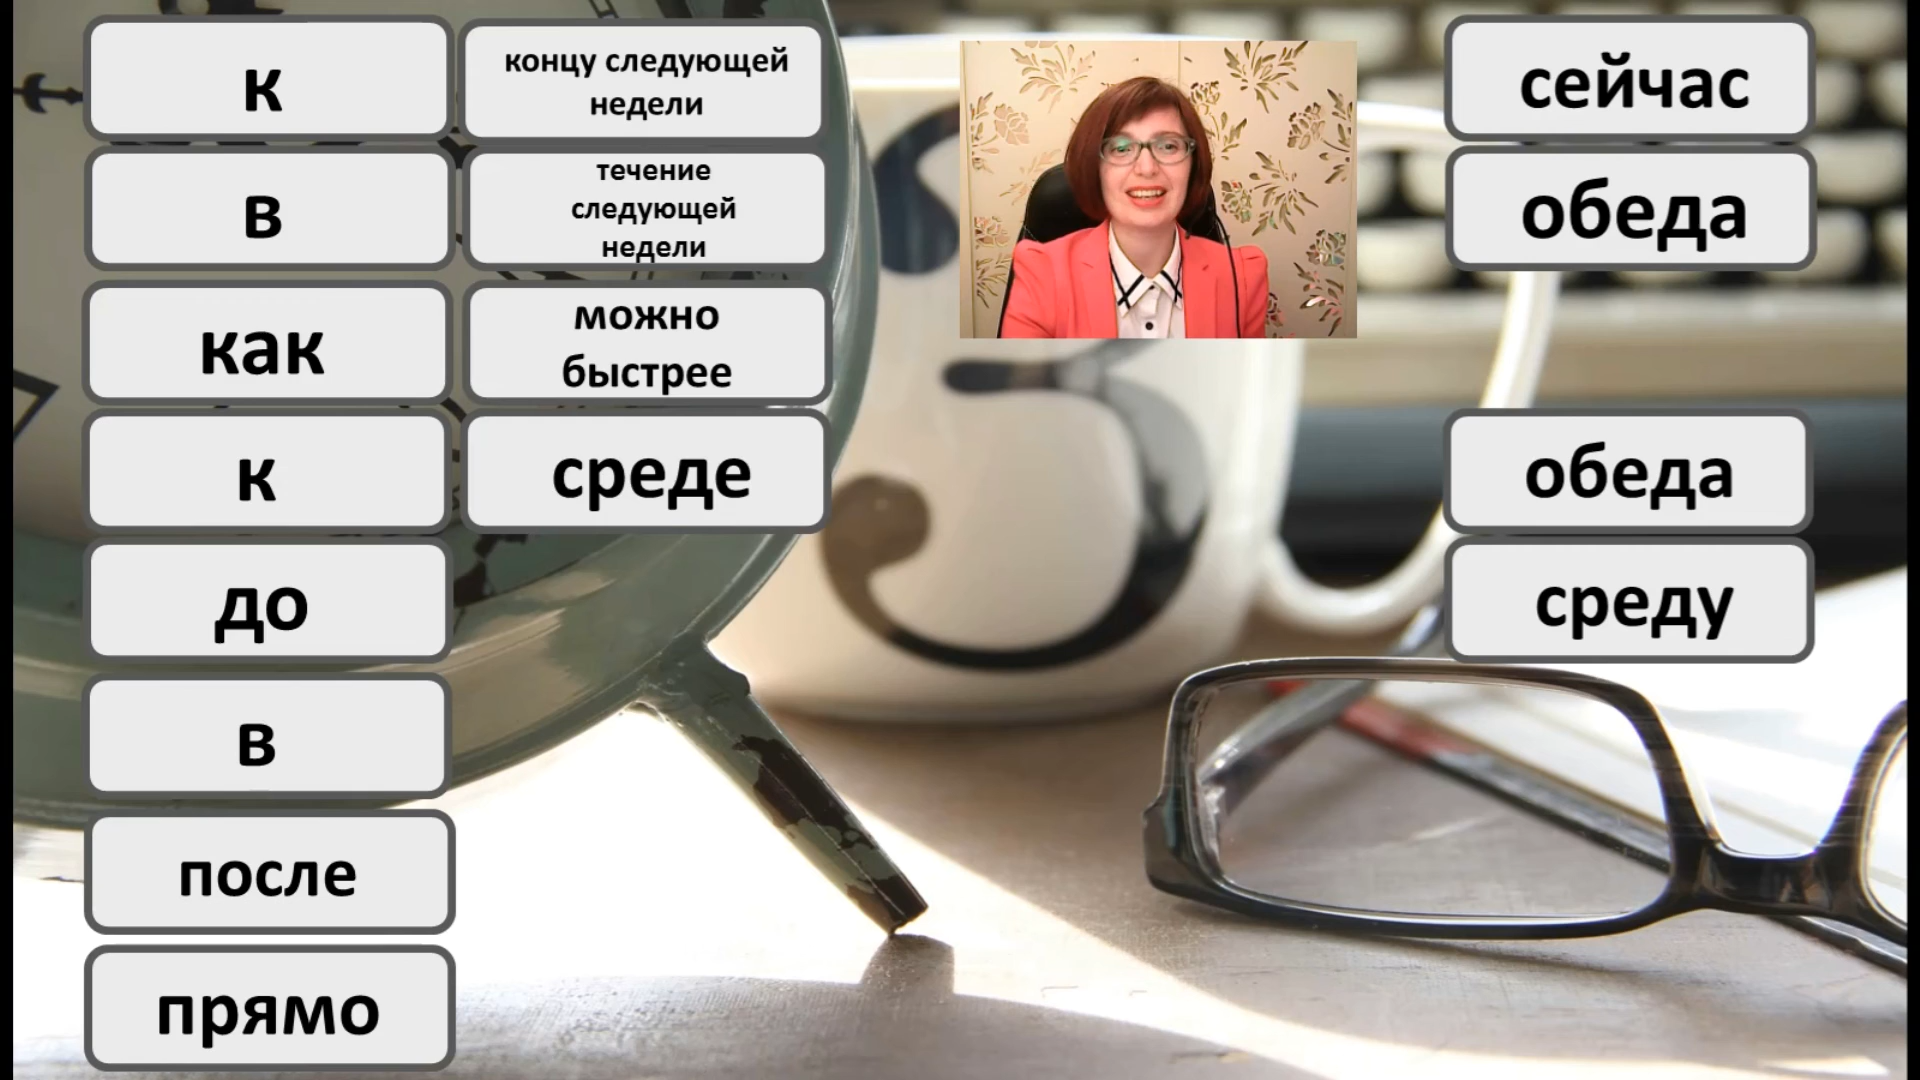 к
концу следующей
недели
в
течение
следующей
недели
как
можно
быстрее
к
среде
до
в
после
прямо
сейчас
обеда
обеда
среду